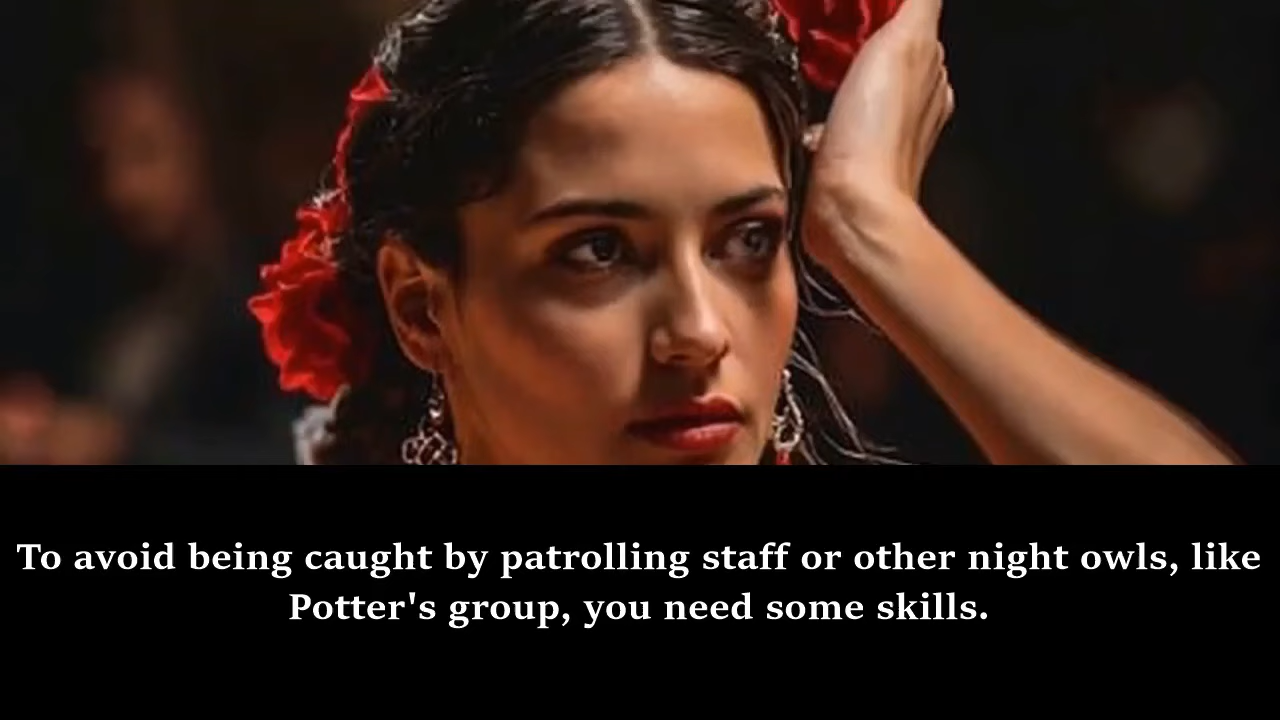 To avoid being caught by patrolling staff or other night owls, like
Potter's group, you need some skills.